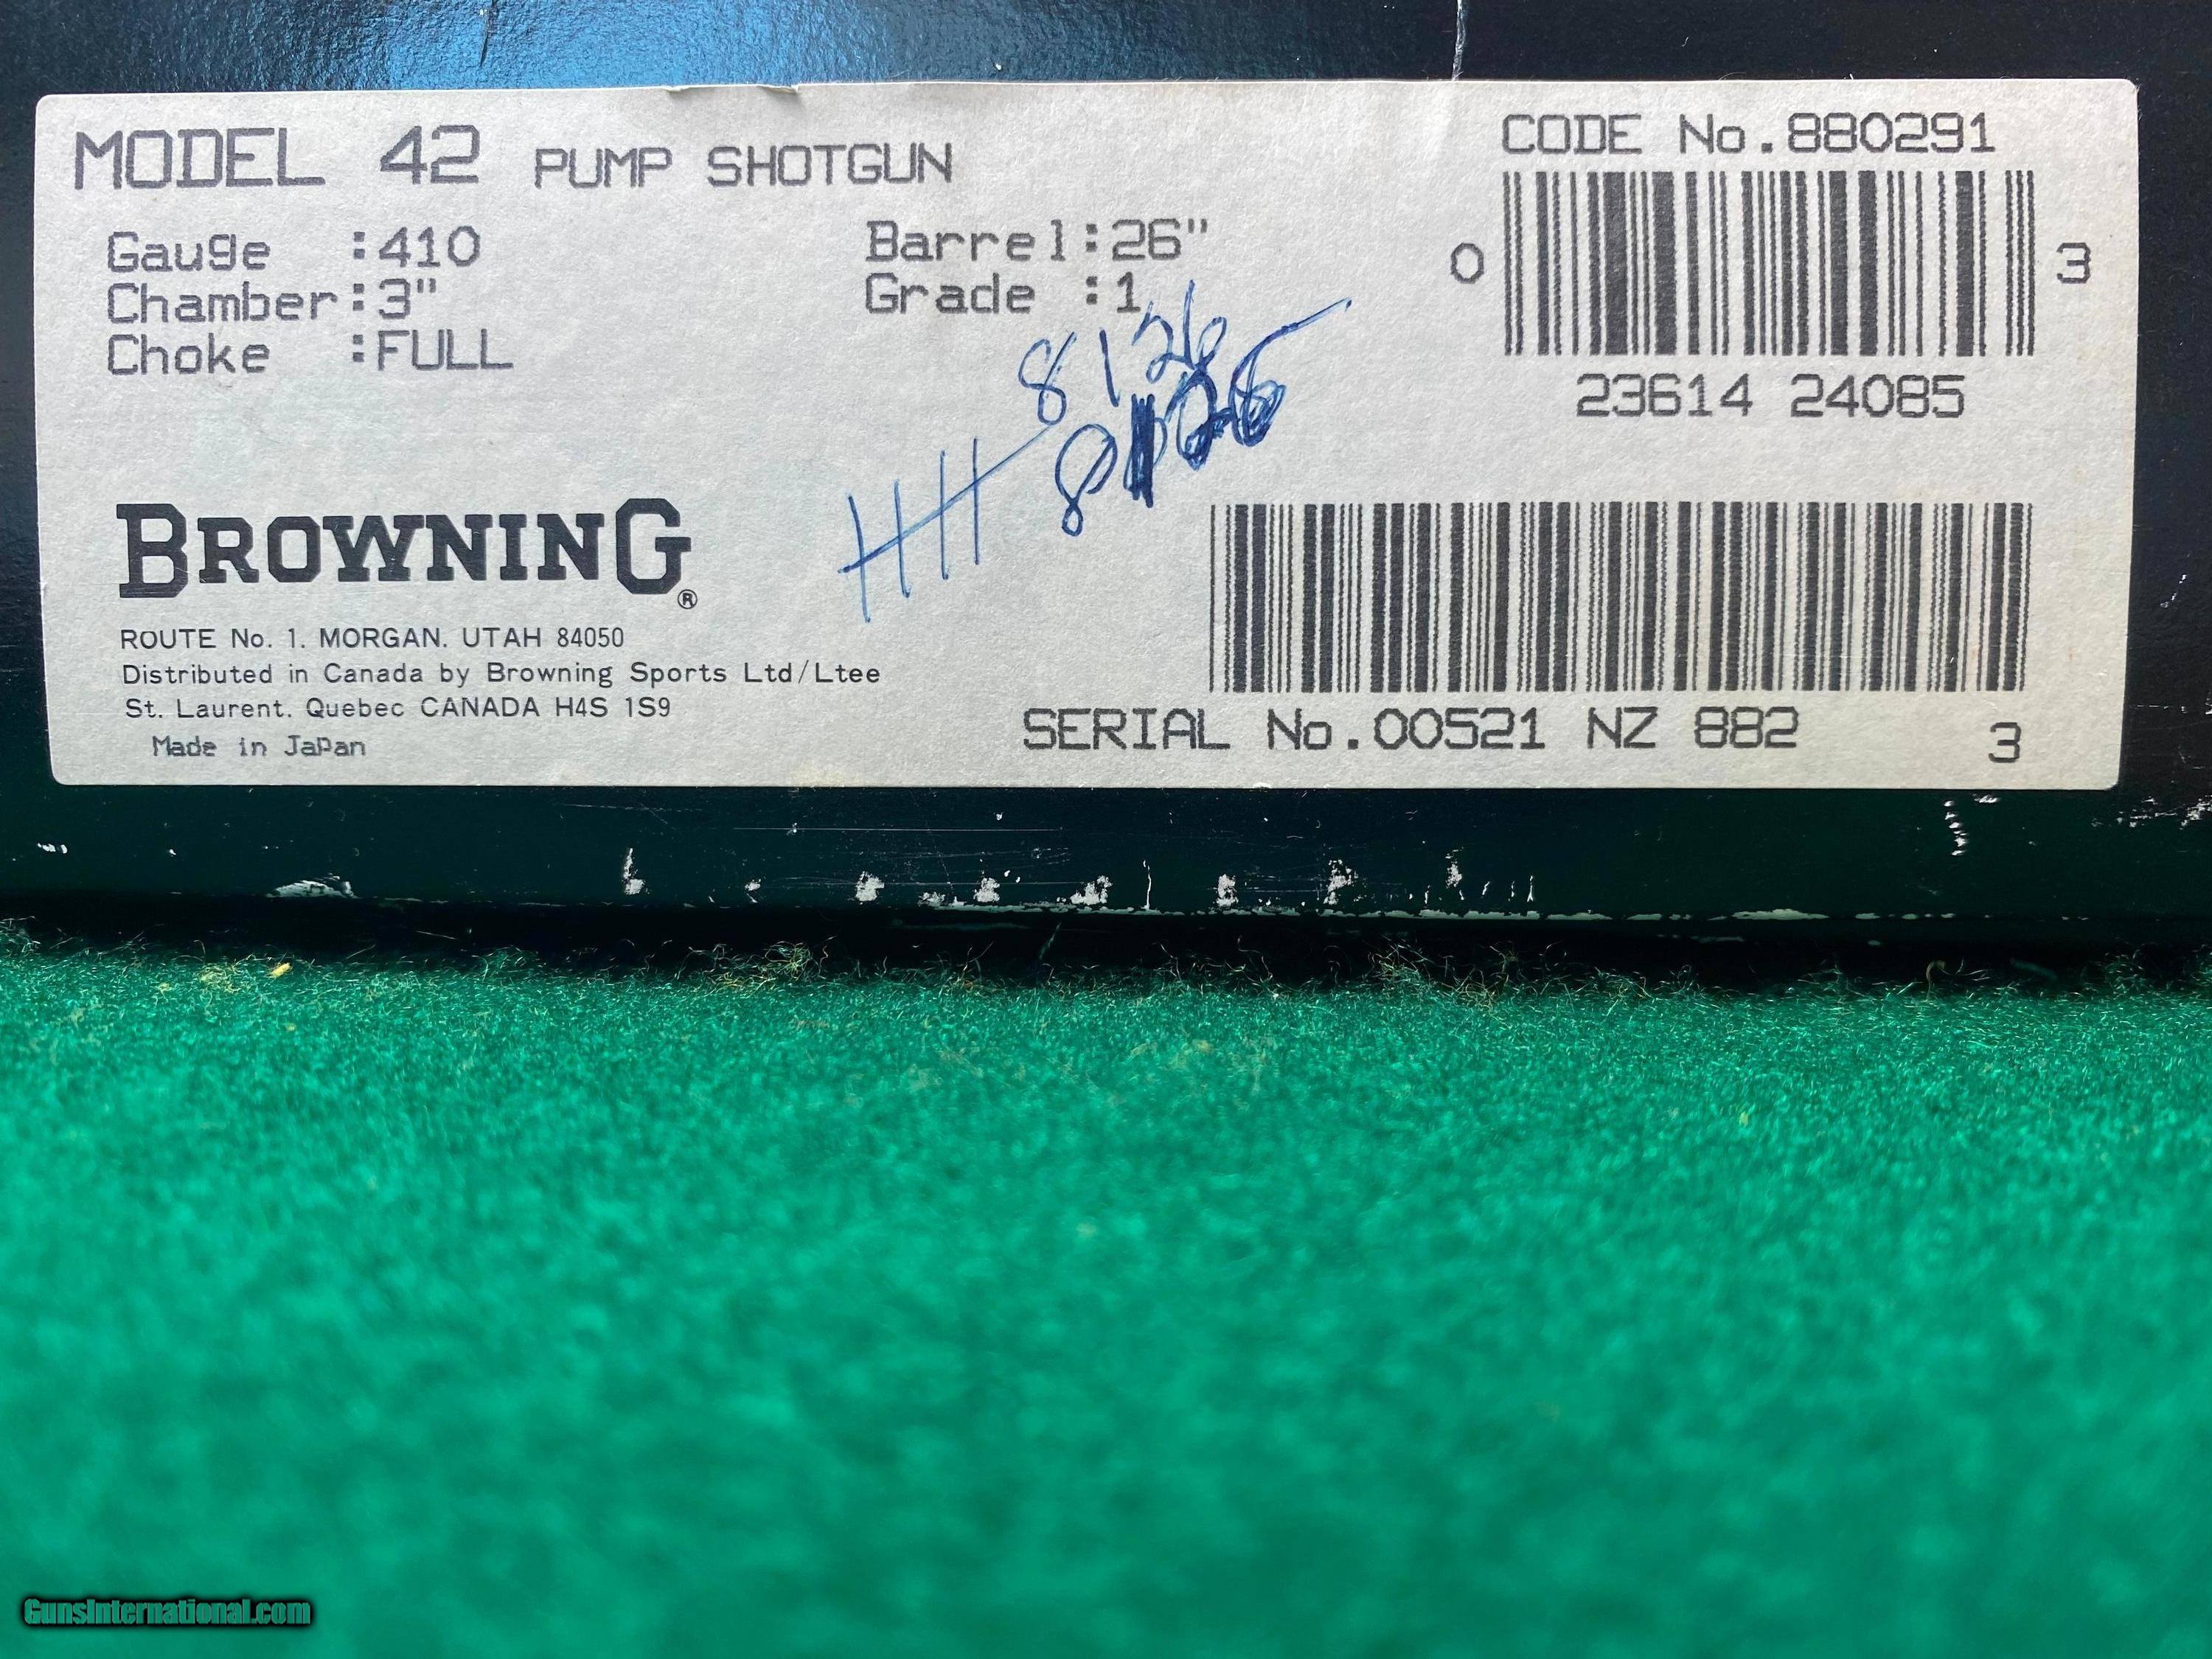 MODEL 42 PUMP SHOTGUN
Gauge :410
Chamber:3"
Choke :FULL
Barrel:26"
Grade :1
CODE No.880291
0 3
23614 24085
8126
HH
BROWNING®
ROUTE No. 1. MORGAN. UTAH 84050
Distributed in Canada by Browning Sports Ltd/Ltee
St. Laurent. Quebec CANADA H4S 1S9
Made in JaPan
SERIAL No.00521 NZ 882
3
GunsInternational.com